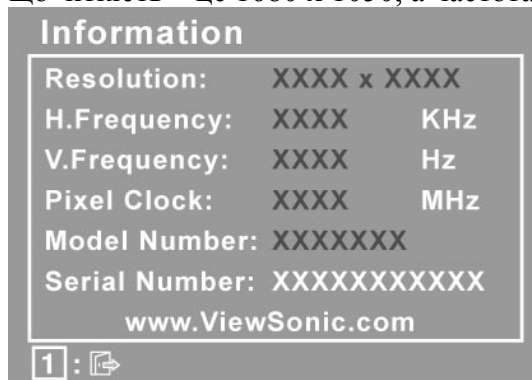 Information
Resolution: XXXX x XXXX
H.Frequency: XXXX KHz
V.Frequency: XXXX Hz
Pixel Clock: XXXX MHz
Model Number: XXXXXXX
Serial Number: XXXXXXXXXXX
www.ViewSonic.com
1 :